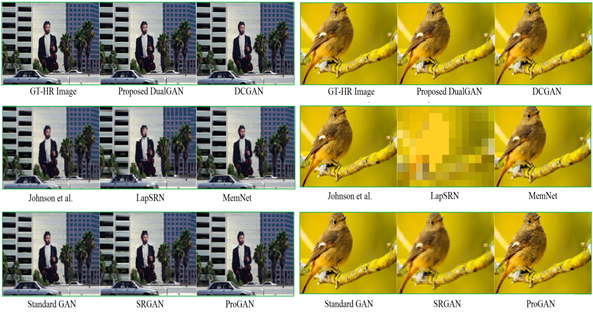 GT-HR Image Proposed DualGAN DCGAN GT-HR Image Proposed DualGAN DCGAN
Johnson et al. LapSRN MemNet Johnson et al. LapSRN MemNet
Standard GAN SRGAN ProGAN Standard GAN SRGAN ProGAN